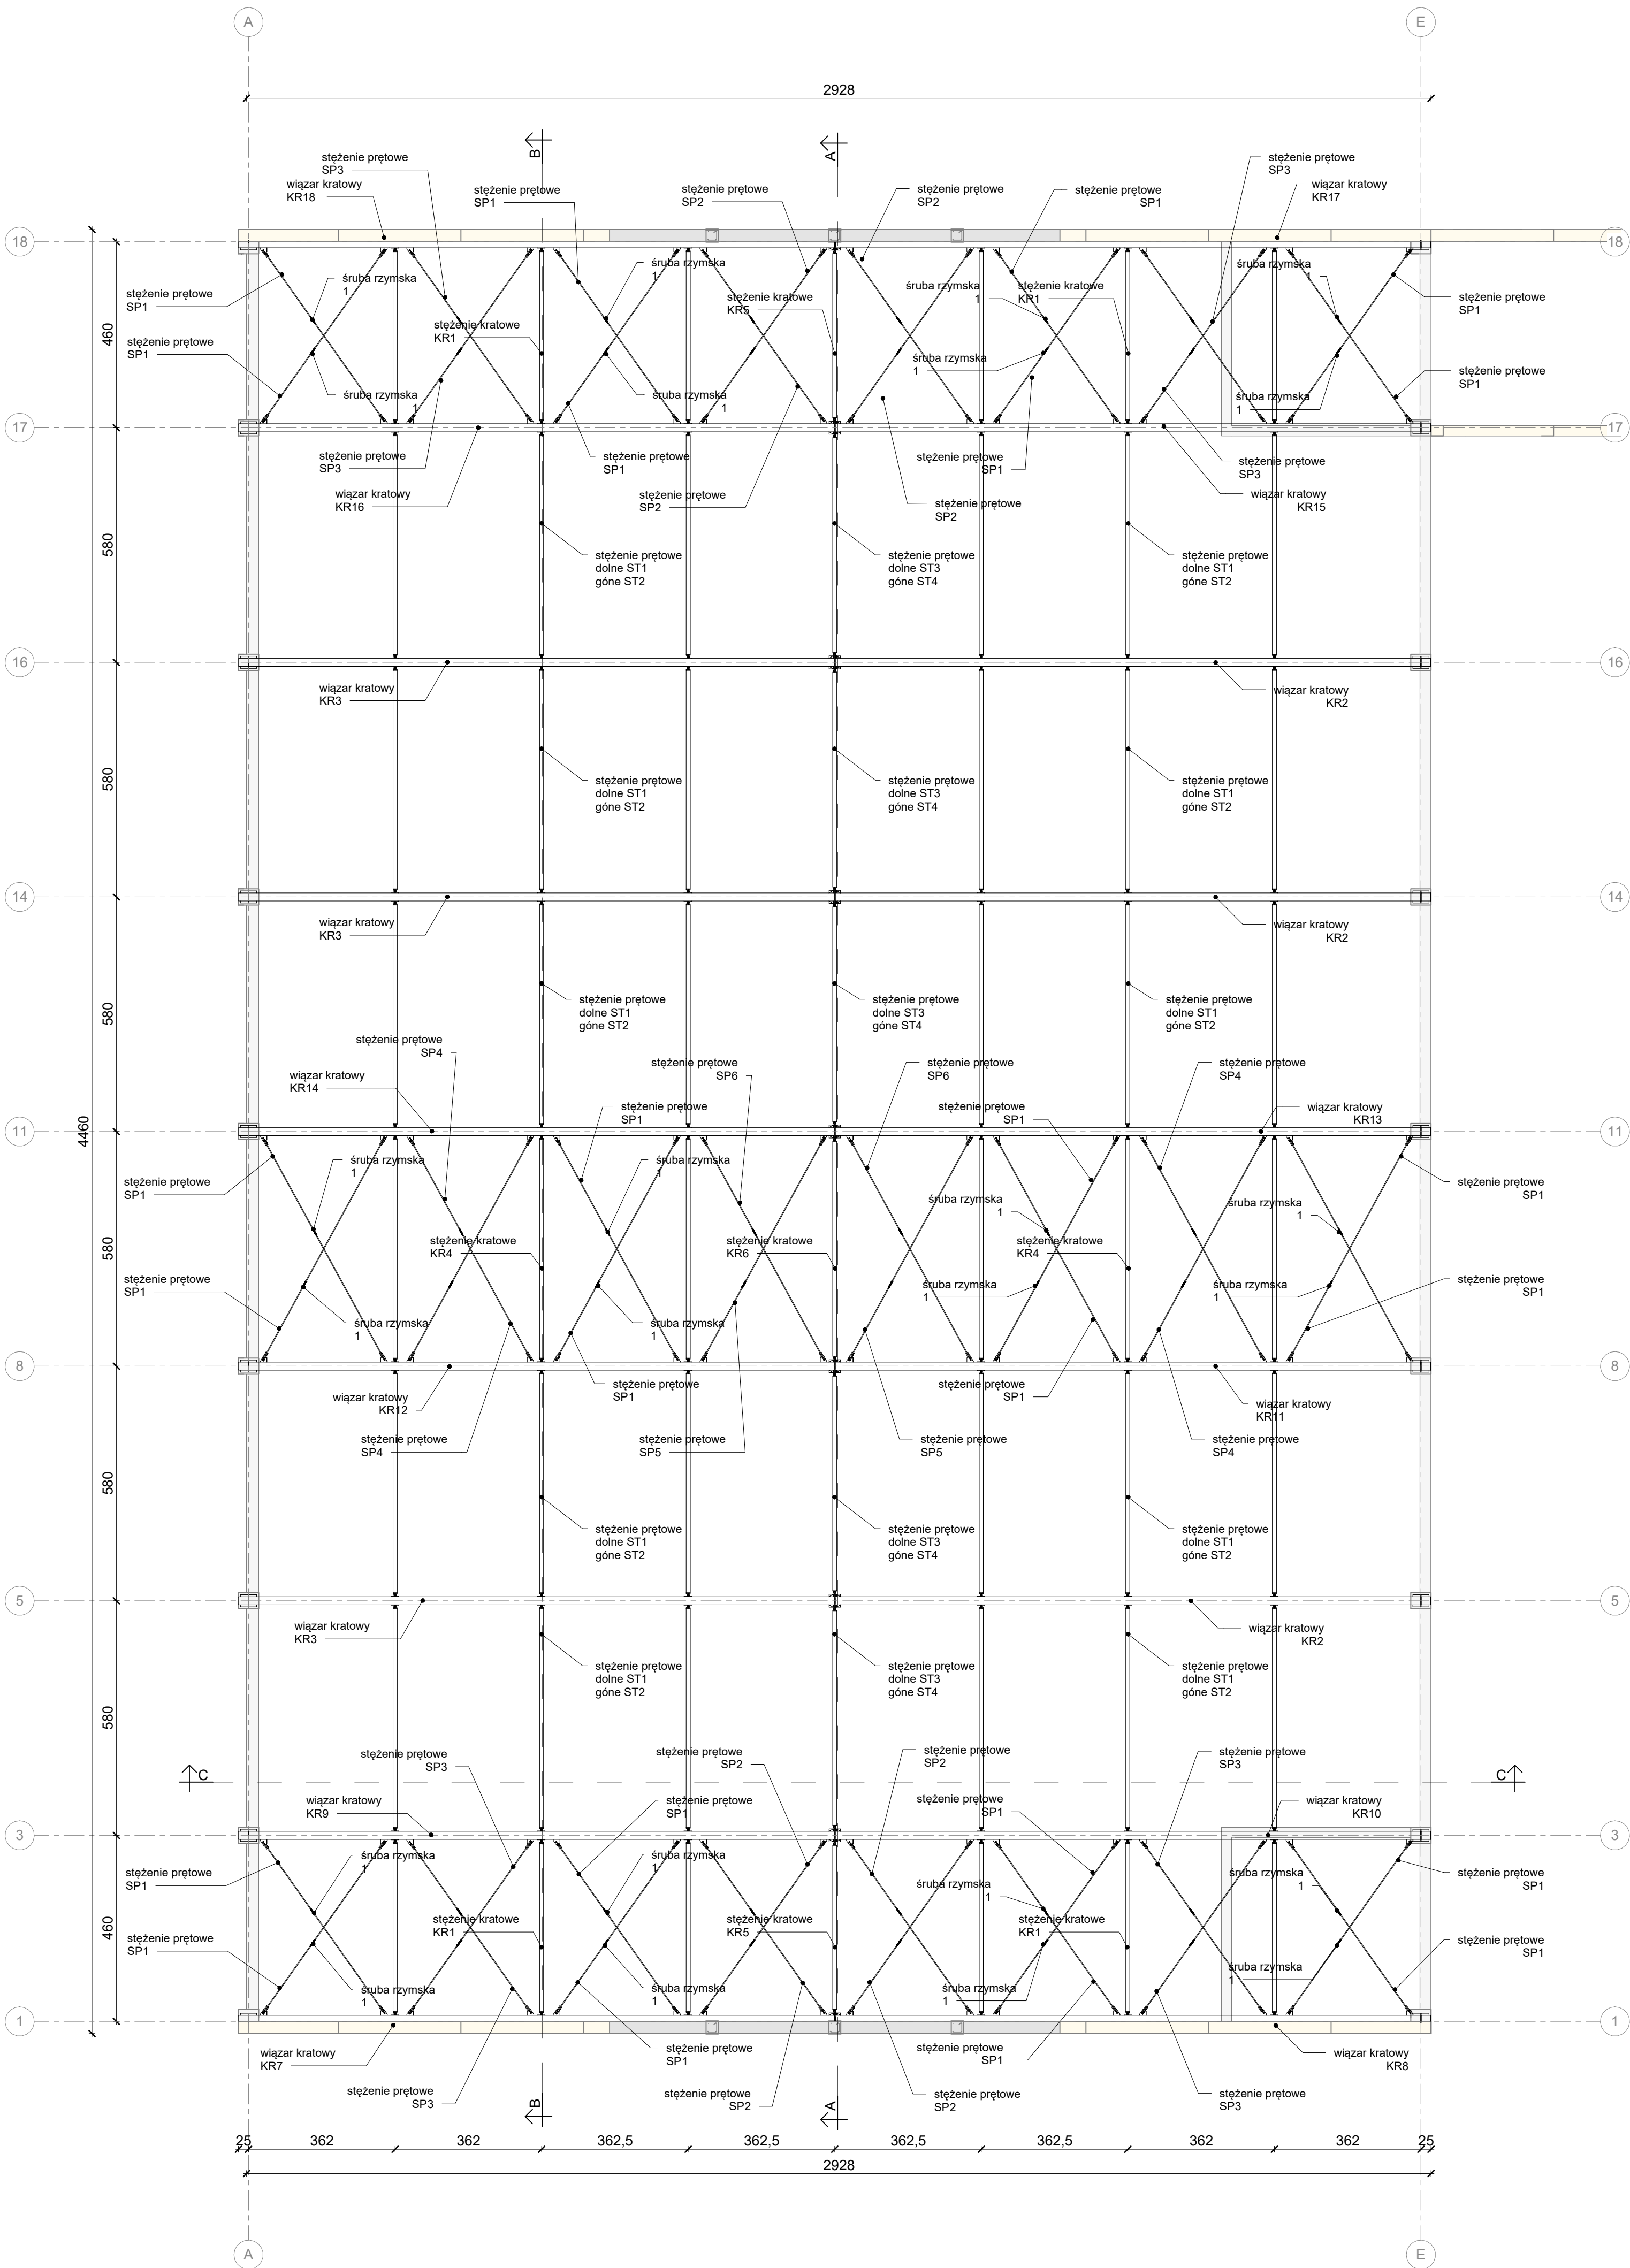 A
E
2928
B
A
stężenie prętowe
SP3
wiązar kratowy
KR18
stężenie prętowe
SP1
stężenie prętowe
SP2
stężenie prętowe
SP2
stężenie prętowe
SP1
stężenie prętowe
SP3
wiązar kratowy
KR17
18
18
stężenie prętowe
SP1
śruba rzymska
1
śruba rzymska
1
śruba rzymska
1
śruba rzymska
1
stężenie prętowe
SP1
stężenie kratowe
KR5
stężenie kratowe
KR1
460
stężenie kratowe
KR1
stężenie prętowe
SP1
śruba rzymska
1
stężenie prętowe
SP1
śruba rzymska
1
śruba rzymska
1
śruba rzymska
1
17
17
stężenie prętowe
SP3
stężenie prętowe
SP1
stężenie prętowe
SP1
stężenie prętowe
SP3
wiązar kratowy
KR16
stężenie prętowe
SP2
stężenie prętowe
SP2
wiązar kratowy
KR15
580
stężenie prętowe
dolne ST1
góne ST2
stężenie prętowe
dolne ST3
góne ST4
stężenie prętowe
dolne ST1
góne ST2
16
16
wiązar kratowy
KR3
wiązar kratowy
KR2
580
stężenie prętowe
dolne ST1
góne ST2
stężenie prętowe
dolne ST3
góne ST4
stężenie prętowe
dolne ST1
góne ST2
14
14
wiązar kratowy
KR3
wiązar kratowy
KR2
580
stężenie prętowe
dolne ST1
góne ST2
stężenie prętowe
dolne ST3
góne ST4
stężenie prętowe
dolne ST1
góne ST2
stężenie prętowe
SP4
wiązar kratowy
KR14
stężenie prętowe
SP6
stężenie prętowe
SP6
stężenie prętowe
SP4
stężenie prętowe
SP1
stężenie prętowe
SP1
wiązar kratowy
KR13
4460
11
11
stężenie prętowe
SP1
śruba rzymska
1
śruba rzymska
1
śruba rzymska
1
śruba rzymska
1
stężenie prętowe
SP1
580
stężenie kratowe
KR4
stężenie kratowe
KR6
stężenie kratowe
KR4
stężenie prętowe
SP1
śruba rzymska
1
śruba rzymska
1
stężenie prętowe
SP1
śruba rzymska
1
śruba rzymska
1
8
8
wiązar kratowy
KR12
stężenie prętowe
SP1
stężenie prętowe
SP1
wiązar kratowy
KR11
stężenie prętowe
SP4
stężenie prętowe
SP5
stężenie prętowe
SP5
stężenie prętowe
SP4
580
stężenie prętowe
dolne ST1
góne ST2
stężenie prętowe
dolne ST3
góne ST4
stężenie prętowe
dolne ST1
góne ST2
5
5
wiązar kratowy
KR3
wiązar kratowy
KR2
580
stężenie prętowe
dolne ST1
góne ST2
stężenie prętowe
dolne ST3
góne ST4
stężenie prętowe
dolne ST1
góne ST2
stężenie prętowe
SP3
stężenie prętowe
SP2
stężenie prętowe
SP2
stężenie prętowe
SP3
C
C
wiązar kratowy
KR9
stężenie prętowe
SP1
stężenie prętowe
SP1
wiązar kratowy
KR10
3
3
stężenie prętowe
SP1
śruba rzymska
1
śruba rzymska
1
śruba rzymska
1
śruba rzymska
1
stężenie prętowe
SP1
460
stężenie kratowe
KR1
stężenie kratowe
KR5
stężenie kratowe
KR1
stężenie prętowe
SP1
śruba rzymska
1
śruba rzymska
1
śruba rzymska
1
śruba rzymska
1
stężenie prętowe
SP1
1
1
wiązar kratowy
KR7
stężenie prętowe
SP1
stężenie prętowe
SP1
wiązar kratowy
KR8
stężenie prętowe
SP3
stężenie prętowe
SP2
stężenie prętowe
SP2
stężenie prętowe
SP3
B
A
25
362
362
362,5
362,5
362,5
362,5
362
362
25
2928
A
E